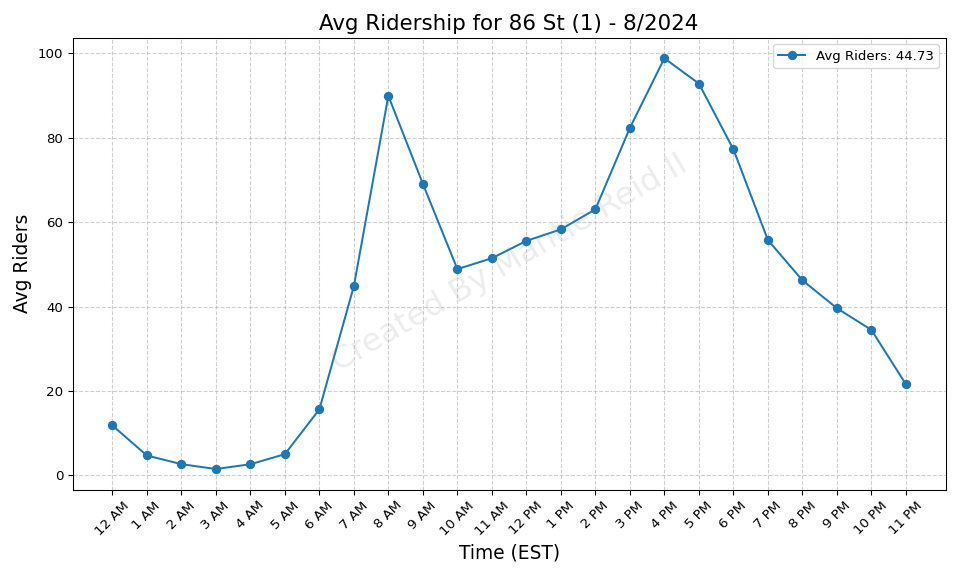 Avg Ridership for 86 St (1) - 8/2024
Avg Riders: 44.73
100
80
60
40
20
0
Avg Riders
12 AM 1 AM 2 AM 3 AM 4 AM 5 AM 6 AM 7 AM 8 AM 9 AM 10 AM 11 AM 12 PM 1 PM 2 PM 3 PM 4 PM 5 PM 6 PM 7 PM 8 PM 9 PM 10 PM 11 PM
Time (EST)
Created By Mantie Reid II